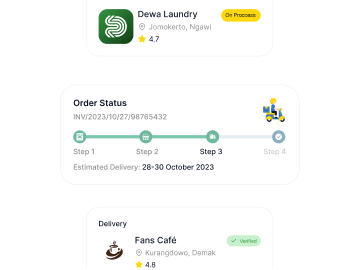 Dewa Laundry
On Proccess
Jomokerto, Ngawi
4.7
Order Status
INV/2023/10/27/98765432
Step 1
Step 2
Step 3
Step 4
Estimated Delivery: 28-30 October 2023
Delivery
Fans Café
Verified
Kurangdowo, Demak
4.8